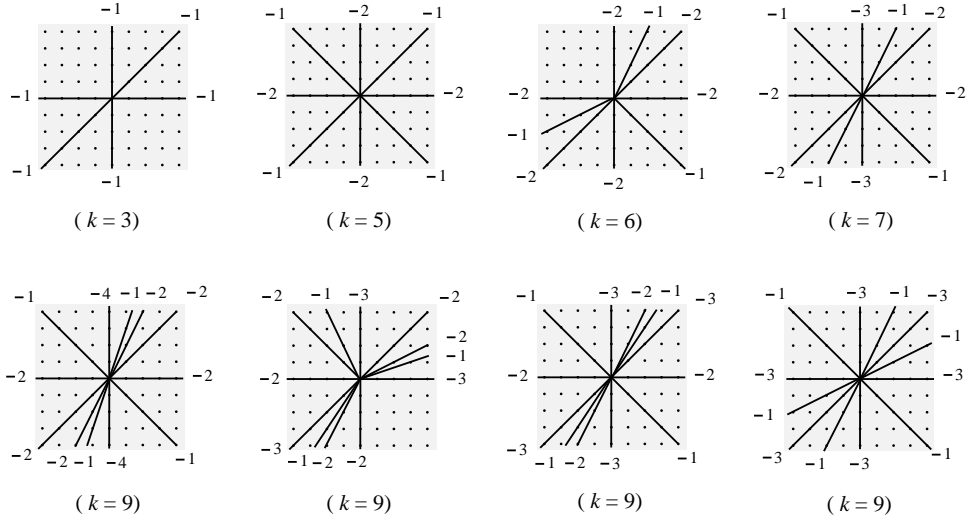 −1 −1
−1 −1
−1 −1
( k = 3)
−1 −2 −1
−2 −2
−1 −2 −1
( k = 5)
−2 −1 −2
−2 −2
−1
−2 −2 −1
( k = 6)
−1 −3 −1 −2
−2 −2
−2 −1 −3 −1
( k = 7)
−1 −4 −1 −2 −2
−2 −2
−2 −2 −1 −4 −1
( k = 9)
−2 −1 −3 −2
−2
−1
−2 −3
−3 −1 −2 −2
( k = 9)
−1 −3 −2 −1 −3
−2 −2
−3 −1 −2 −3 −1
( k = 9)
−1 −3 −1 −3
−1
−3 −3
−1
−3 −1 −3 −1
( k = 9)